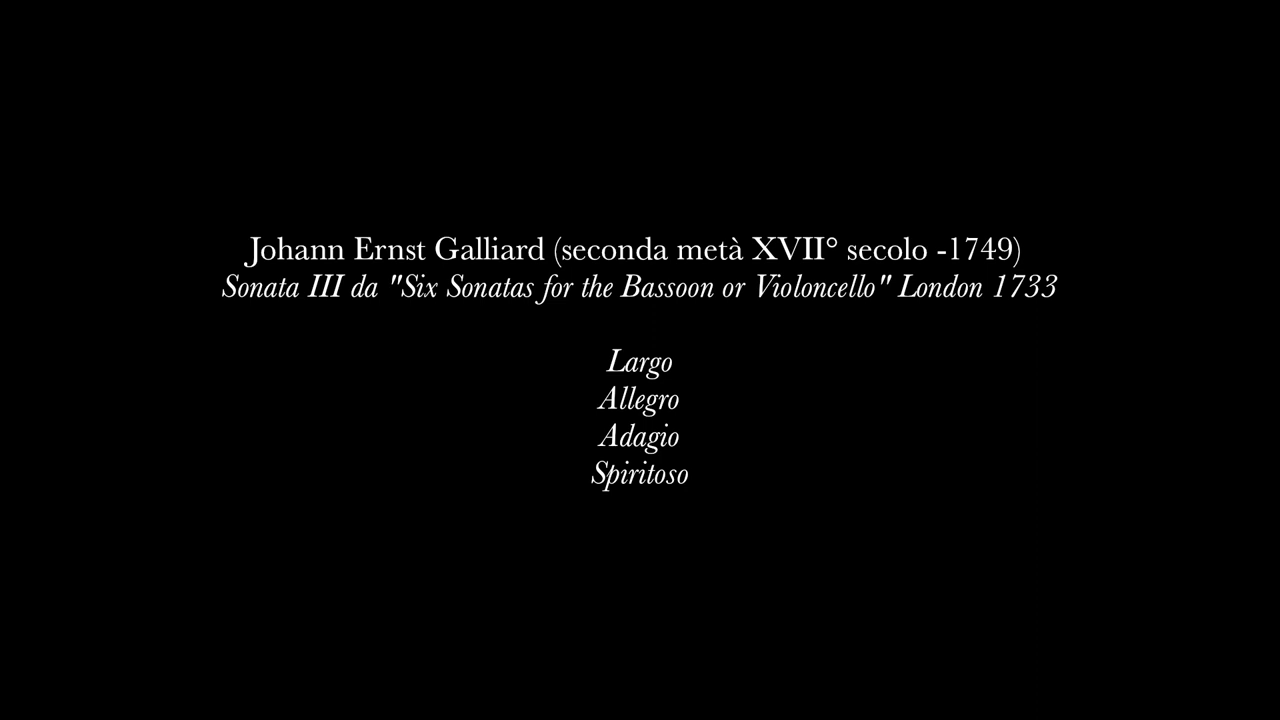 Johann Ernst Galliard (seconda metà XVII° secolo -1749)
Sonata III da "Six Sonatas for the Bassoon or Violoncello" London 1733
Largo
Allegro
Adagio
Spiritoso